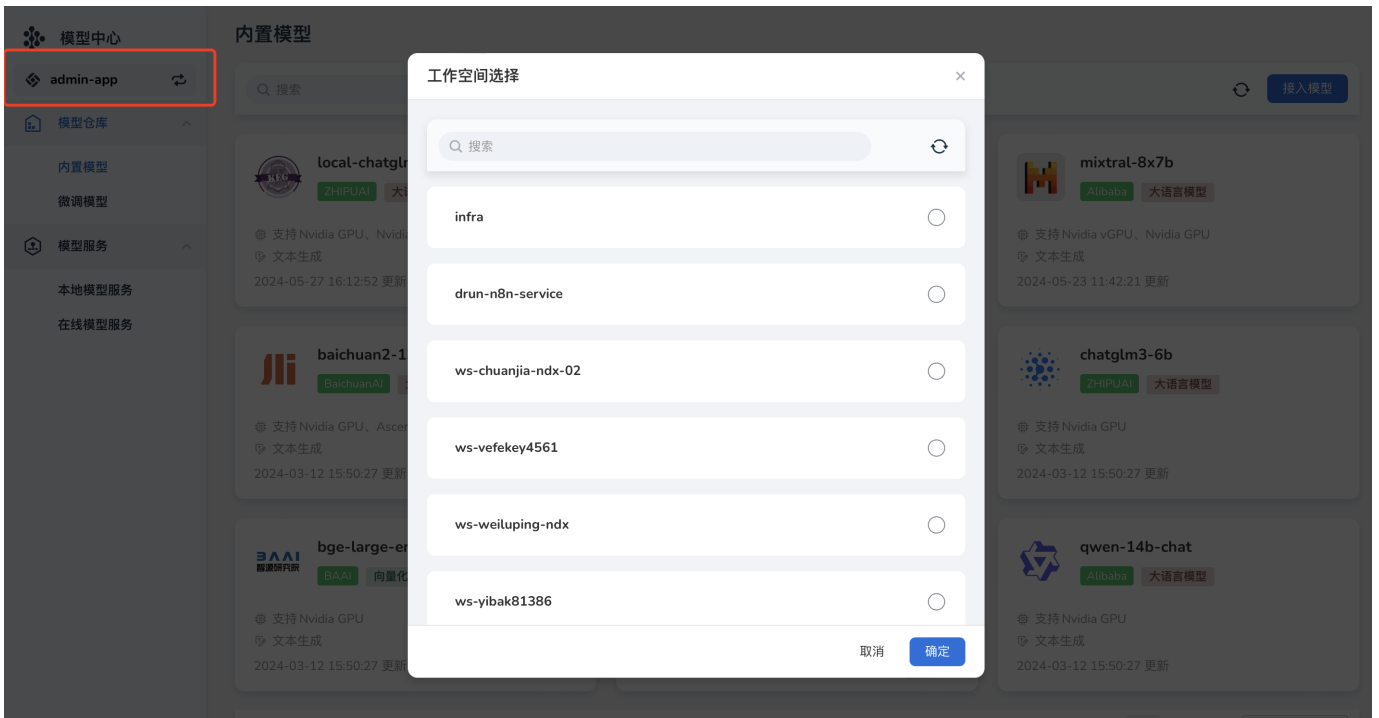 模型中心
admin-app
模型仓库
内置模型
微调模型
模型服务
本地模型服务
在线模型服务
内置模型
搜索
接入模型
local-chatglm
ZHIPUAI
支持 Nvidia GPU、Nvidia
文本生成
2024-05-27 16:12:52 更新
mixtral-8x7b
Alibaba 大语言模型
支持 Nvidia vGPU、Nvidia GPU
文本生成
2024-05-23 11:42:21 更新
baichuan2-1
BaichuanAI
支持 Nvidia GPU、Ascen
文本生成
2024-03-12 15:50:27 更新
chatglm3-6b
ZHIPUAI 大语言模型
支持 Nvidia GPU
文本生成
2024-03-12 15:50:27 更新
BAAI
智源研究院
bge-large-en
BAAI 向量化
支持 Nvidia GPU
文本生成
2024-03-12 15:50:27 更新
qwen-14b-chat
Alibaba 大语言模型
支持 Nvidia GPU
文本生成
2024-03-12 15:50:27 更新
工作空间选择
搜索
infra
drun-n8n-service
ws-chuanjia-ndx-02
ws-vefekey4561
ws-weiluping-ndx
ws-yibak81386
取消
确定